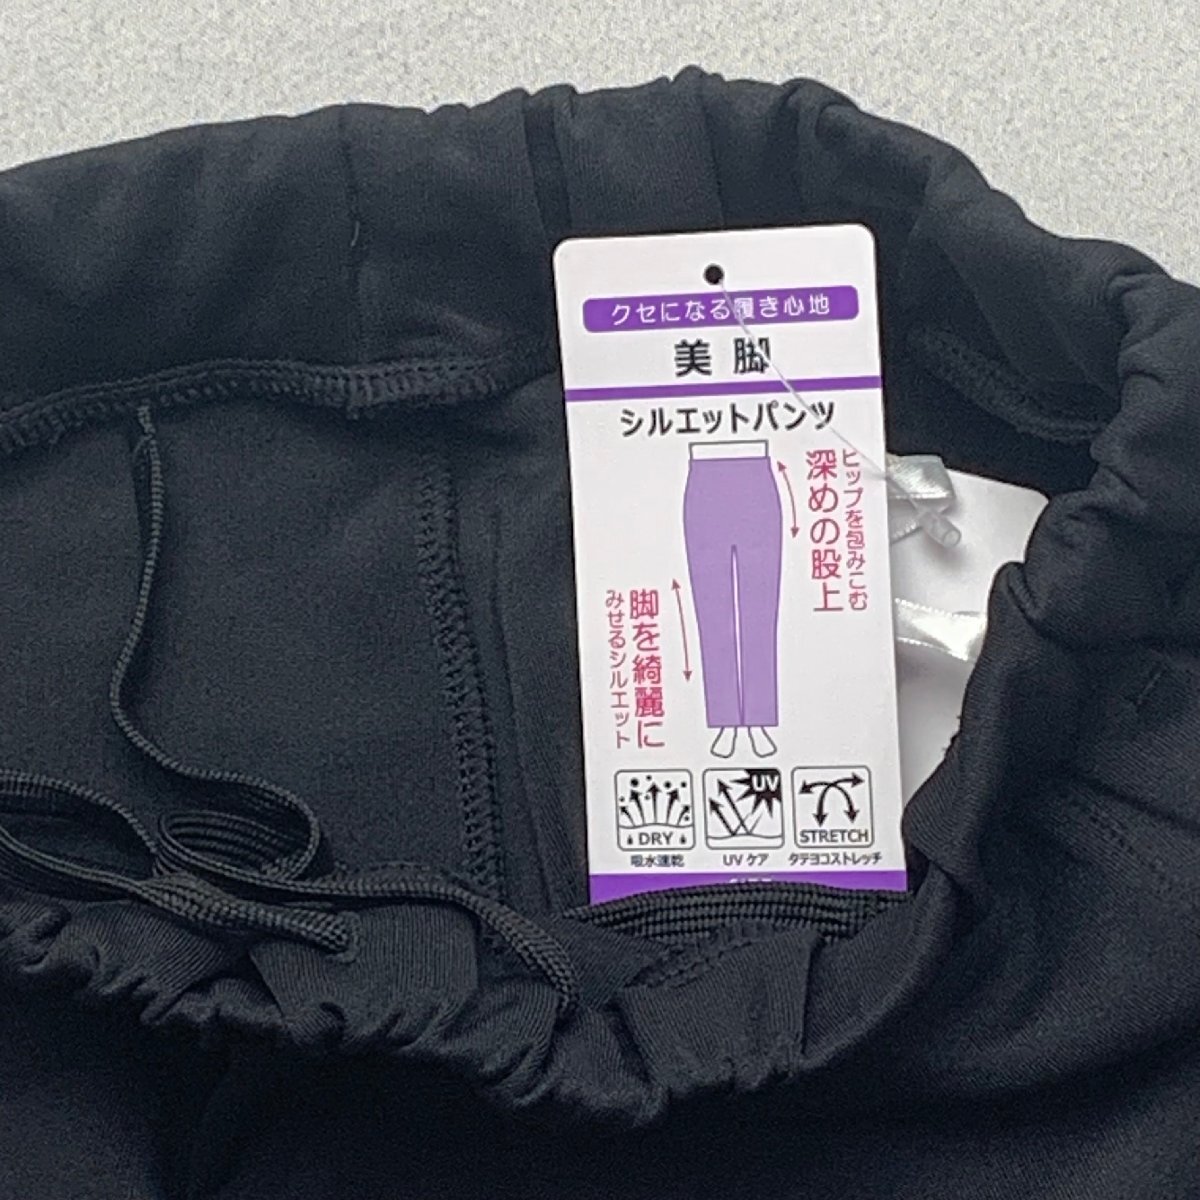 クセになる履き心地
美脚
シルエットパンツ
ヒップを包みこむ
深めの股上
脚を綺麗に
みせるシルエット
DRY
吸水速乾
UV
UVケア
STRETCH
タテヨコストレッチ